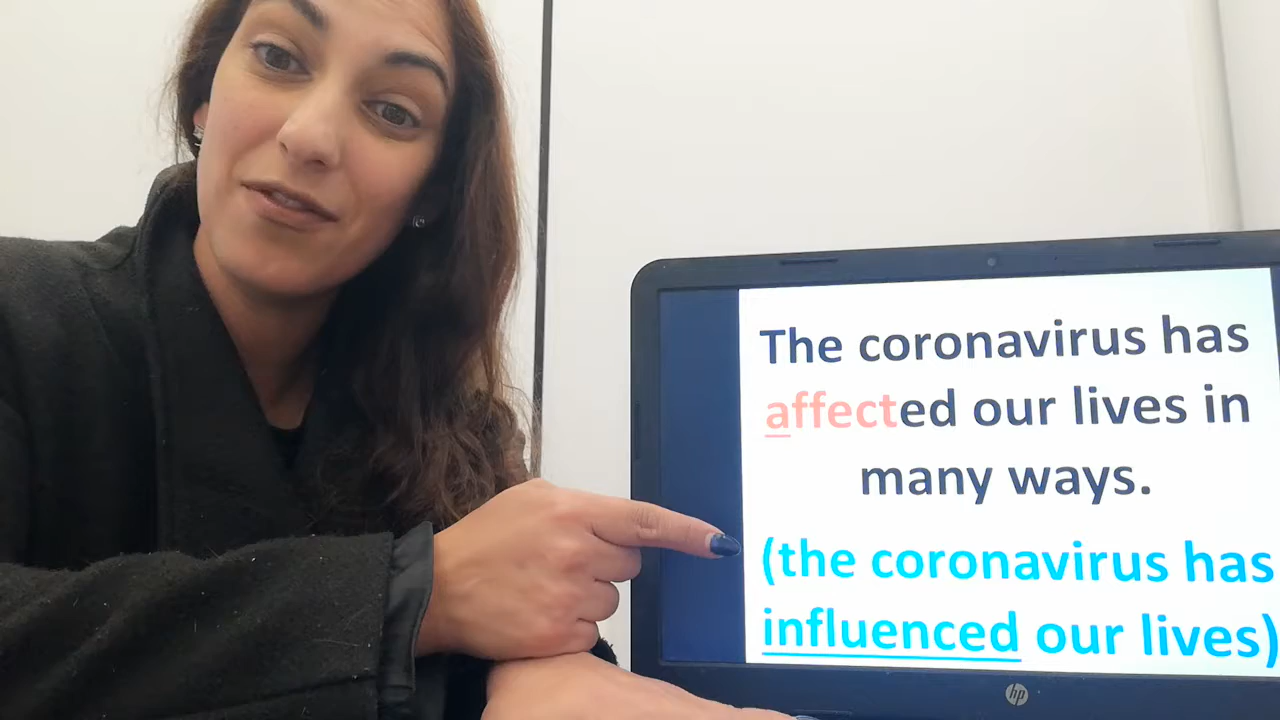 The coronavirus has
affected our lives in
many ways.
(the coronavirus has
influenced our lives)
hp